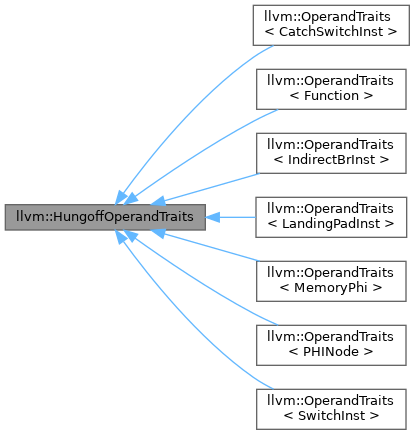 llvm::OperandTraits
< CatchSwitchInst >
llvm::OperandTraits
< Function >
llvm::OperandTraits
< IndirectBrInst >
llvm::HungoffOperandTraits
llvm::OperandTraits
< LandingPadInst >
llvm::OperandTraits
< MemoryPhi >
llvm::OperandTraits
< PHINode >
llvm::OperandTraits
< SwitchInst >